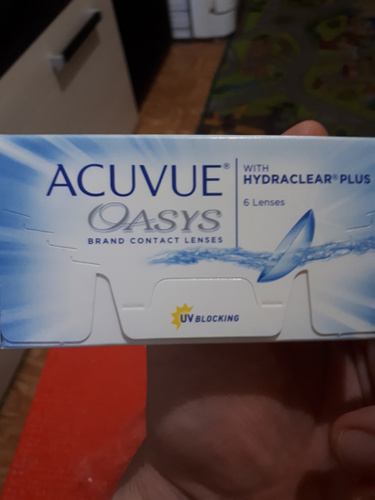 ACUVUE®
OASYS
BRAND CONTACT LENSES
WITH
HYDRACLEAR® PLUS
6 Lenses
UV BLOCKING